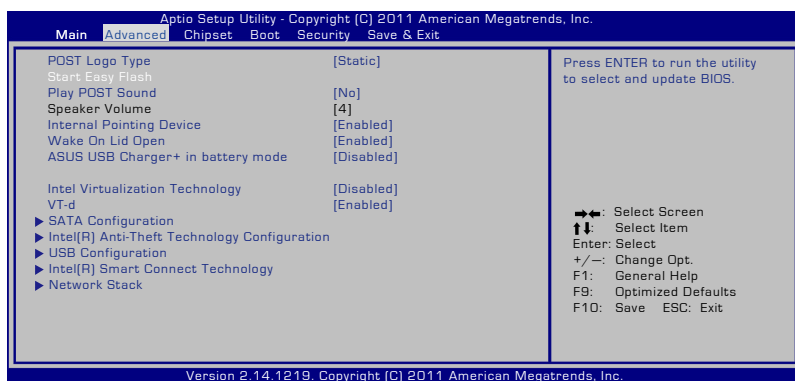 Aptio Setup Utility - Copyright (C) 2011 American Megatrends, Inc.
Main Advanced Chipset Boot Security Save & Exit
POST Logo Type [Static]
Start Easy Flash
Play POST Sound [No]
Speaker Volume [4]
Internal Pointing Device [Enabled]
Wake On Lid Open [Enabled]
ASUS USB Charger+ in battery mode [Disabled]
Intel Virtualization Technology [Disabled]
VT-d [Enabled]
SATA Configuration
Intel(R) Anti-Theft Technology Configuration
USB Configuration
Intel(R) Smart Connect Technology
Network Stack
Press ENTER to run the utility
to select and update BIOS.
→←: Select Screen
↑↓: Select Item
Enter: Select
+/—: Change Opt.
F1: General Help
F9: Optimized Defaults
F10: Save ESC: Exit
Version 2.14.1219. Copyright (C) 2011 American Megatrends, Inc.